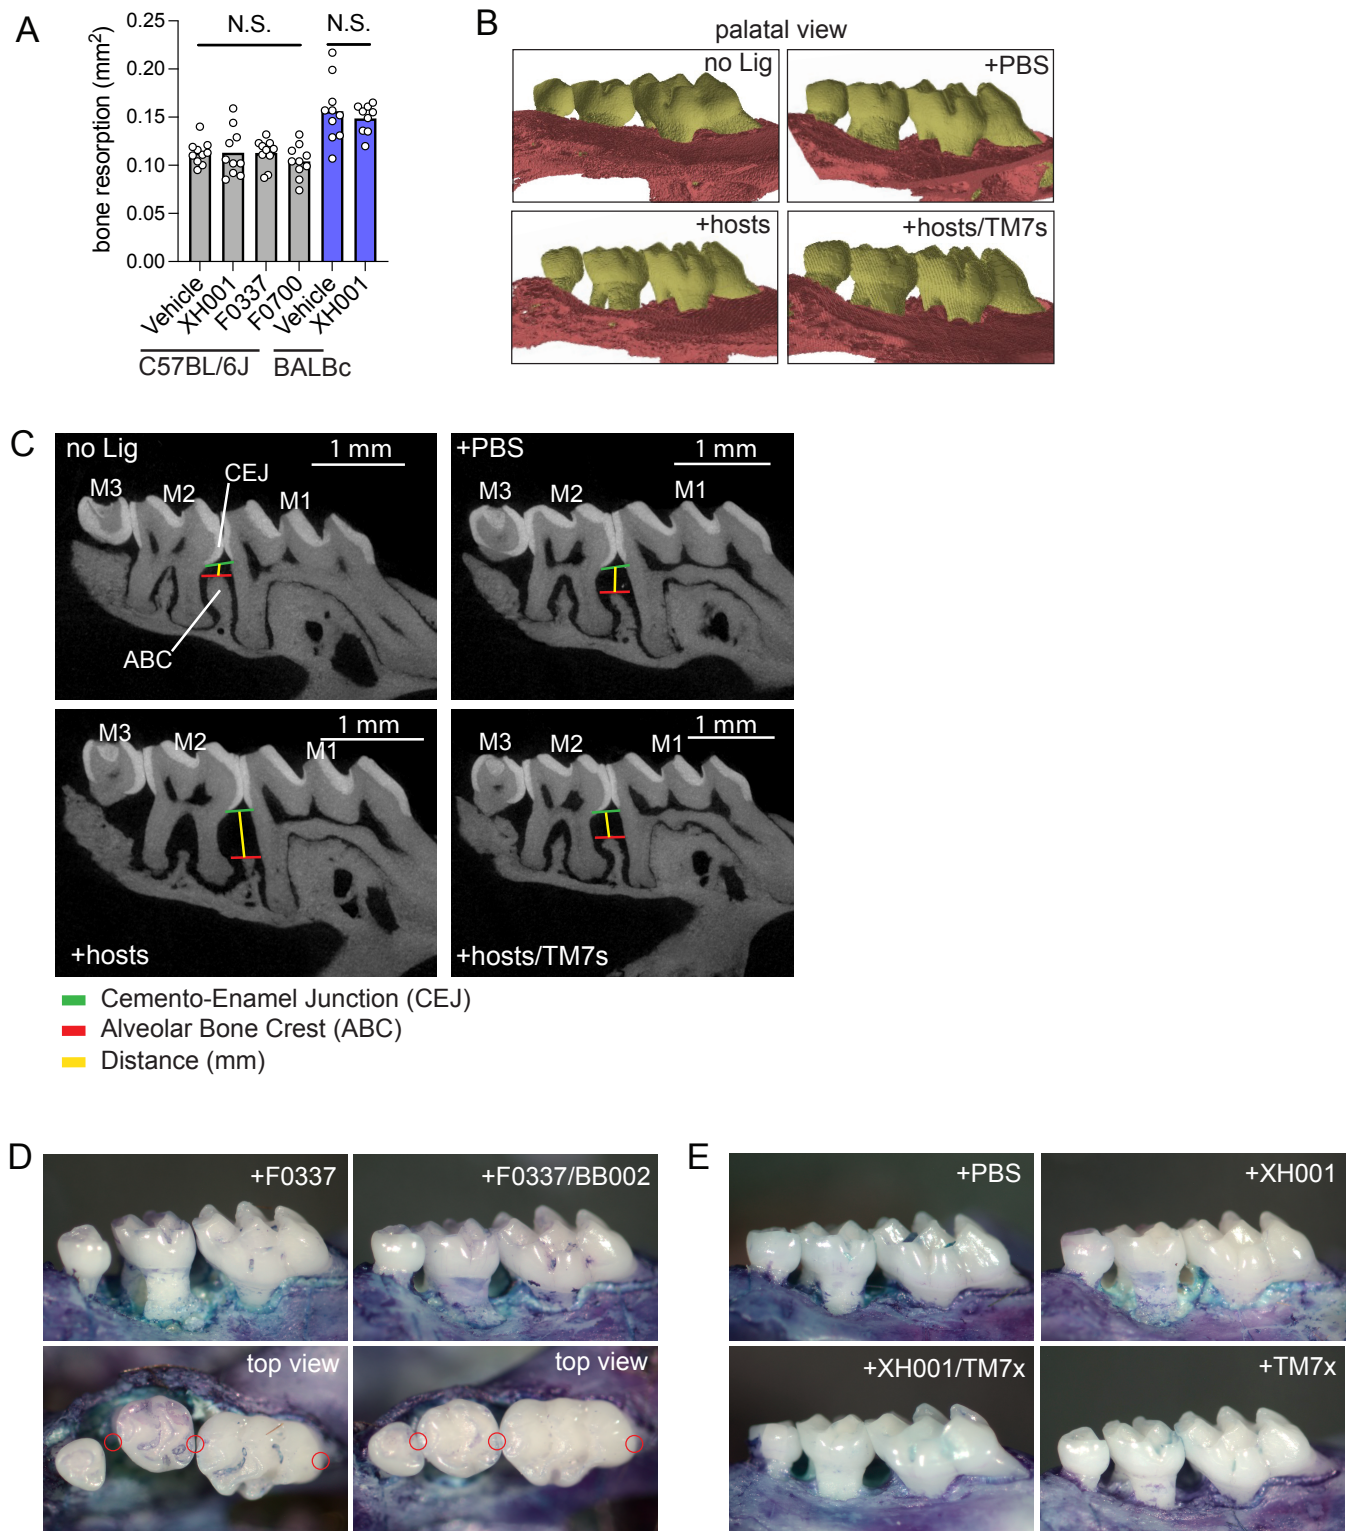 A
bone resorption (mm2)
0.25
0.20
0.15
0.10
0.05
0.00
N.S.
N.S.
Vehicle
XH001
F0337
F0700
Vehicle
XH001
C57BL/6J
BALBc
B
palatal view
no Lig
+PBS
+hosts
+hosts/TM7s
C
no Lig
1 mm
CEJ
M3
M2
M1
ABC
+PBS
1 mm
M3
M2
M1
1 mm
M3
M2
M1
+hosts
1 mm
M3
M2
M1
+hosts/TM7s
Cemento-Enamel Junction (CEJ)
Alveolar Bone Crest (ABC)
Distance (mm)
D
+F0337
+F0337/BB002
top view
top view
E
+PBS
+XH001
+XH001/TM7x
+TM7x